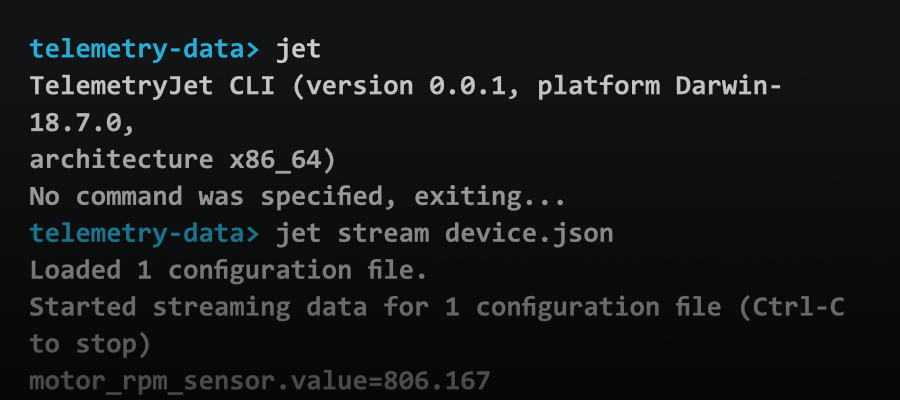 telemetry-data> jet
TelemetryJet CLI (version 0.0.1, platform Darwin-
18.7.0,
architecture x86_64)
No command was specified, exiting...
telemetry-data> jet stream device.json
Loaded 1 configuration file.
Started streaming data for 1 configuration file (Ctrl-C
to stop)
motor_rpm_sensor.value=806.167